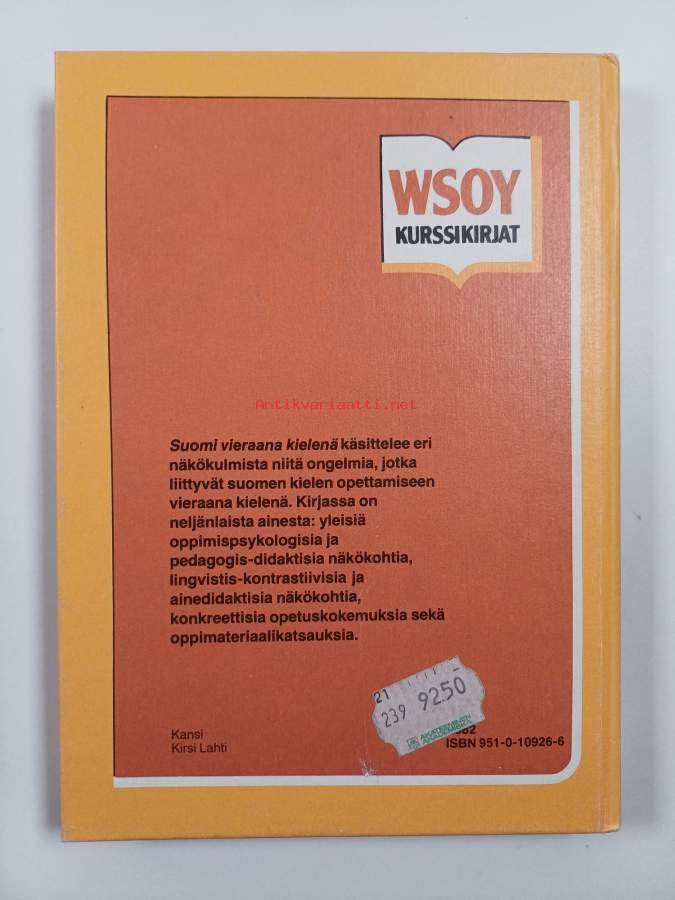 WSOY
KURSSIKIRJAT
Antikvariaatti.net
Suomi vieraana kielenä käsittelee eri
näkökulmista niitä ongelmia, jotka
liittyvät suomen kielen opettamiseen
vieraana kielenä. Kirjassa on
neljänlaista ainesta: yleisiä
oppimispsykologisia ja
pedagogis-didaktisia näkökohtia,
lingvistis-kontrastiivisia ja
ainedidaktisia näkökohtia,
konkreettisia opetuskokemuksia sekä
oppimateriaalikatsauksia.
21
239 9250
AKATEEMINEN
Kansi
Kirsi Lahti
ISBN 951-0-10926-6